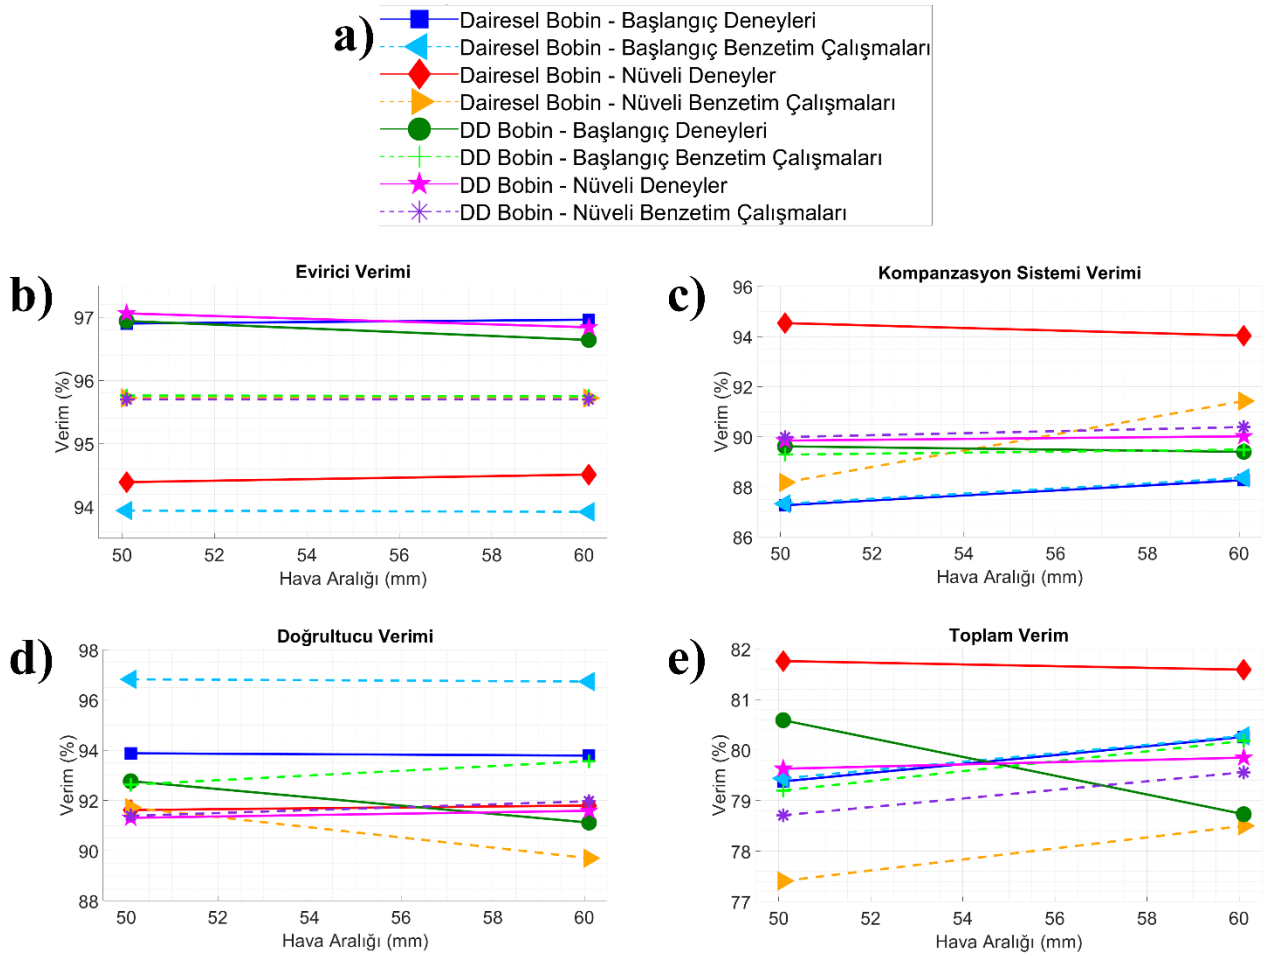 a)
Dairesel Bobin - Başlangıç Deneyleri
Dairesel Bobin - Başlangıç Benzetim Çalışmaları
Dairesel Bobin - Nüveli Deneyler
Dairesel Bobin - Nüveli Benzetim Çalışmaları
DD Bobin - Başlangıç Deneyleri
DD Bobin - Başlangıç Benzetim Çalışmaları
DD Bobin - Nüveli Deneyler
DD Bobin - Nüveli Benzetim Çalışmaları
b)
Evirici Verimi
Verim (%)
97
96
95
94
50 52 54 56 58 60
Hava Aralığı (mm)
c)
Kompanzasyon Sistemi Verimi
Verim (%)
96
94
92
90
88
86
50 52 54 56 58 60
Hava Aralığı (mm)
d)
Doğrultucu Verimi
Verim (%)
98
96
94
92
90
88
50 52 54 56 58 60
Hava Aralığı (mm)
e)
Toplam Verim
Verim (%)
82
81
80
79
78
77
50 52 54 56 58 60
Hava Aralığı (mm)